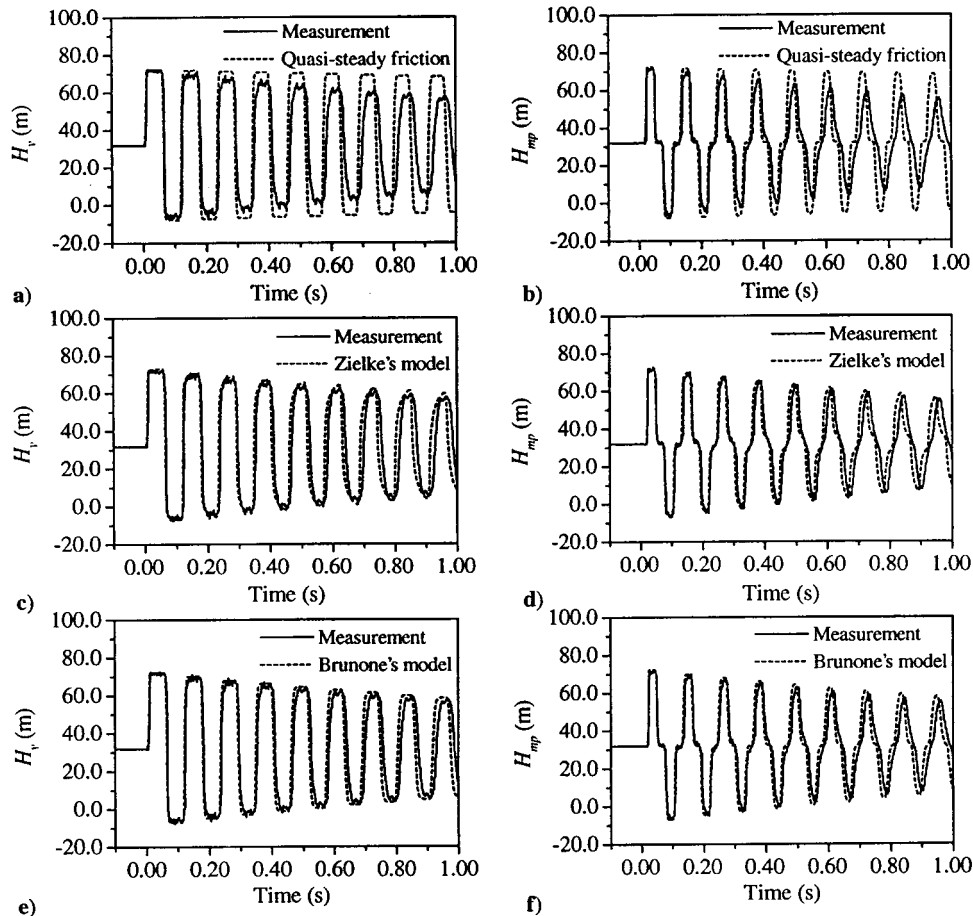 100.0
80.0
60.0
40.0
20.0
0.0
-20.0
H_v (m)
Measurement
Quasi-steady friction
0.00 0.20 0.40 0.60 0.80 1.00
Time (s)
a)
100.0
80.0
60.0
40.0
20.0
0.0
-20.0
H_mp (m)
Measurement
Quasi-steady friction
0.00 0.20 0.40 0.60 0.80 1.00
Time (s)
b)
100.0
80.0
60.0
40.0
20.0
0.0
-20.0
H_v (m)
Measurement
Zielke's model
0.00 0.20 0.40 0.60 0.80 1.00
Time (s)
c)
100.0
80.0
60.0
40.0
20.0
0.0
-20.0
H_mp (m)
Measurement
Zielke's model
0.00 0.20 0.40 0.60 0.80 1.00
Time (s)
d)
100.0
80.0
60.0
40.0
20.0
0.0
-20.0
H_v (m)
Measurement
Brunone's model
0.00 0.20 0.40 0.60 0.80 1.00
Time (s)
e)
100.0
80.0
60.0
40.0
20.0
0.0
-20.0
H_mp (m)
Measurement
Brunone's model
0.00 0.20 0.40 0.60 0.80 1.00
Time (s)
f)